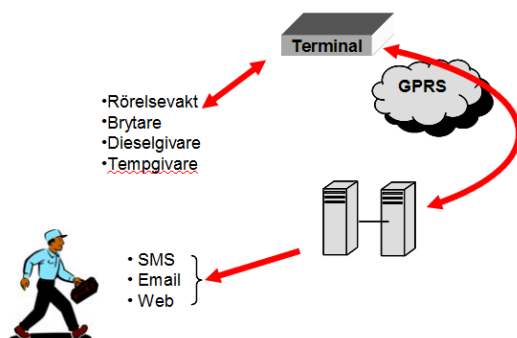 Terminal
GPRS
•Rörelsevakt
•Brytare
•Dieselgivare
•Tempgivare
• SMS
• Email
• Web